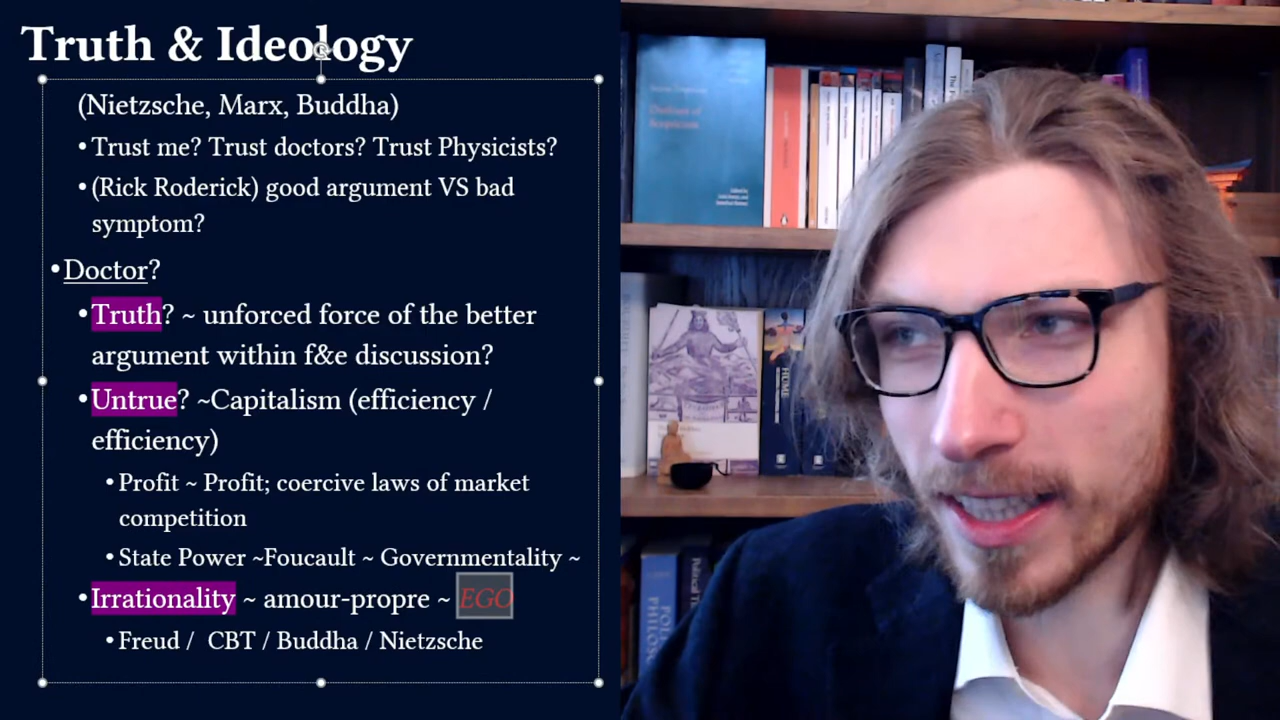 Truth & Ideology
(Nietzsche, Marx, Buddha)
• Trust me? Trust doctors? Trust Physicists?
• (Rick Roderick) good argument VS bad
symptom?
• Doctor?
• Truth? ~ unforced force of the better
argument within f&e discussion?
• Untrue? ~Capitalism (efficiency /
efficiency)
• Profit ~ Profit; coercive laws of market
competition
• State Power ~Foucault ~ Governmentality ~
• Irrationality ~ amour-propre ~ EGO
• Freud / CBT / Buddha / Nietzsche
HUME